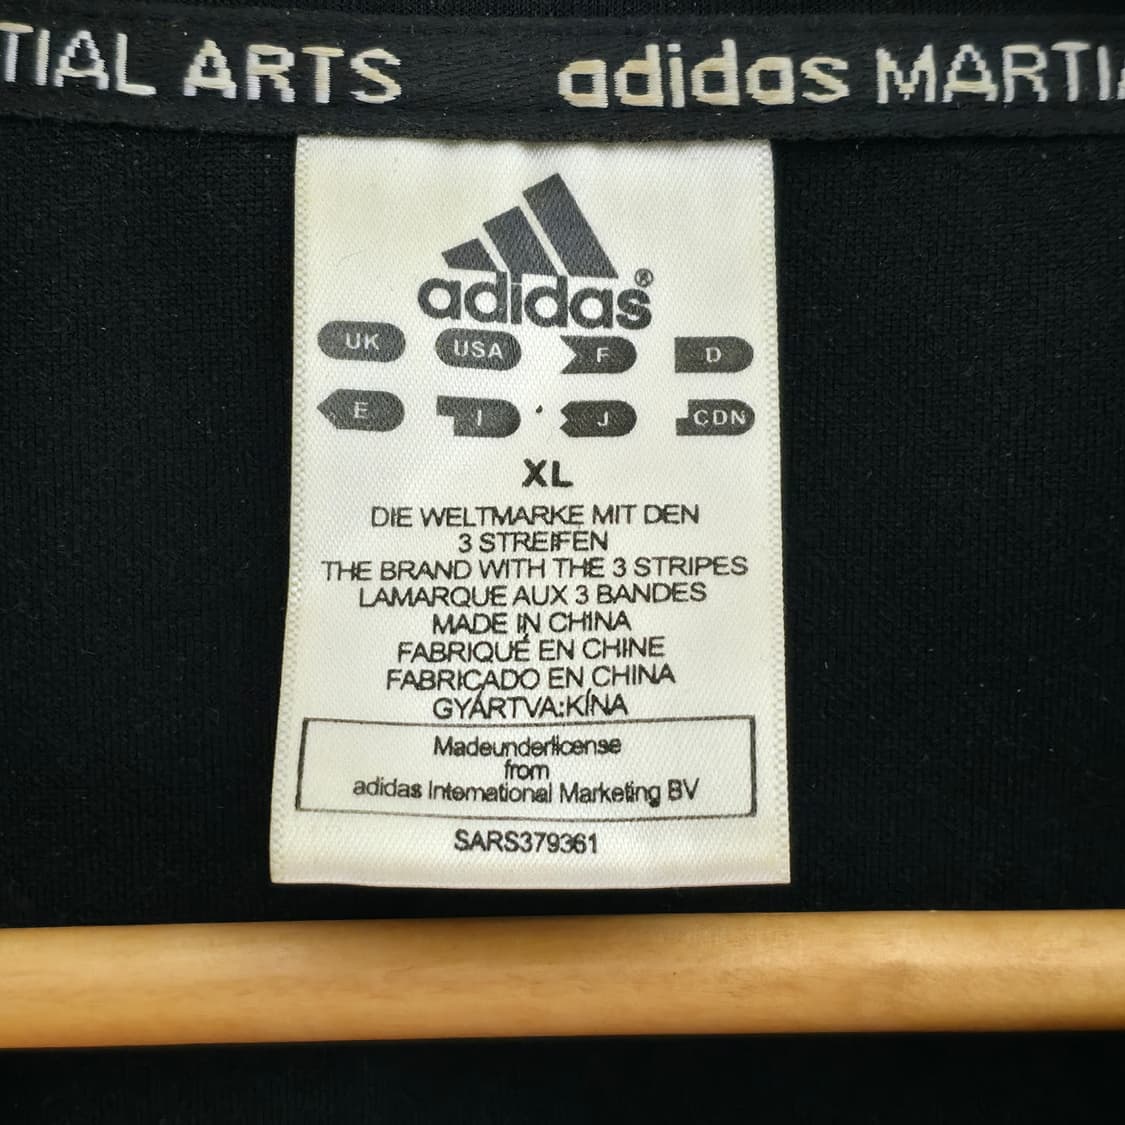 TIAL ARTS adidas MARTIA
adidas®
UK USA F D
E I J CDN
XL
DIE WELTMARKE MIT DEN
3 STREIFEN
THE BRAND WITH THE 3 STRIPES
LAMARQUE AUX 3 BANDES
MADE IN CHINA
FABRIQUÉ EN CHINE
FABRICADO EN CHINA
GYÁRTVA:KÍNA
Madeunderlicense
from
adidas International Marketing BV
SARS379361